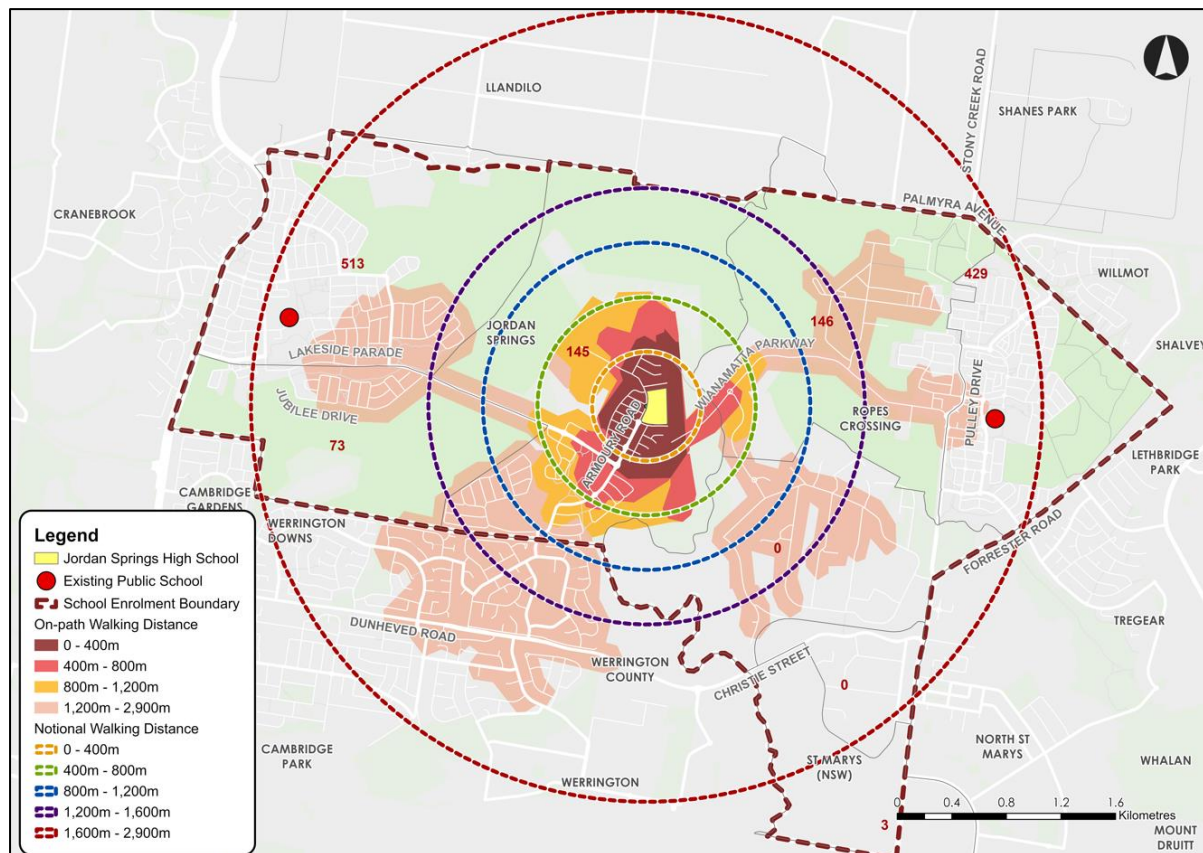 LLANDILO
SHANES PARK
STONY CREEK ROAD
PALMYRA AVENUE
CRANEBROOK
513
429
WILLMOT
SHALVEY
JORDAN
SPRINGS
145
146
LAKESIDE PARADE
WIANAMATTA PARKWAY
JUBILEE DRIVE
ARMOURY ROAD
ROPES
CROSSING
PULLEY DRIVE
73
LETHBRIDGE
PARK
CAMBRIDGE
GARDENS
WERRINGTON
DOWNS
0
FORRESTER ROAD
TREGEAR
DUNHEVED ROAD
WERRINGTON
COUNTY
CHRISTIE STREET
0
CAMBRIDGE
PARK
WERRINGTON
ST MARYS
(NSW)
NORTH ST
MARYS
WHALAN
3
MOUNT
DRUITT
Legend
Jordan Springs High School
Existing Public School
School Enrolment Boundary
On-path Walking Distance
0 - 400m
400m - 800m
800m - 1,200m
1,200m - 2,900m
Notional Walking Distance
0 - 400m
400m - 800m
800m - 1,200m
1,200m - 1,600m
1,600m - 2,900m
0 0.4 0.8 1.2 1.6
Kilometres